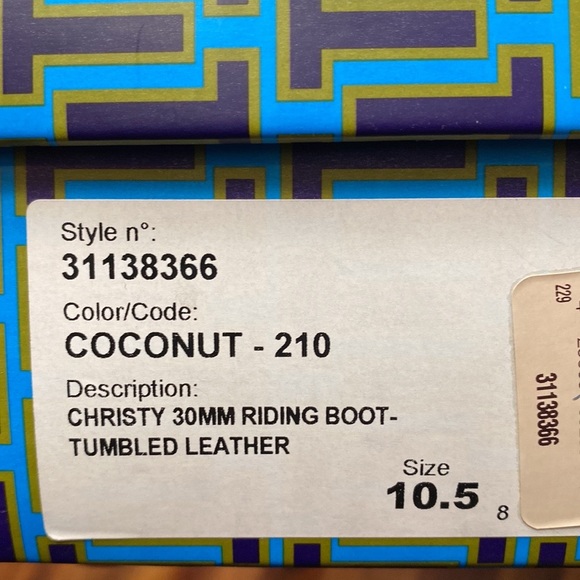 Style n°:
31138366
Color/Code:
COCONUT - 210
Description:
CHRISTY 30MM RIDING BOOT-
TUMBLED LEATHER
Size
10.5
8
229
31138366